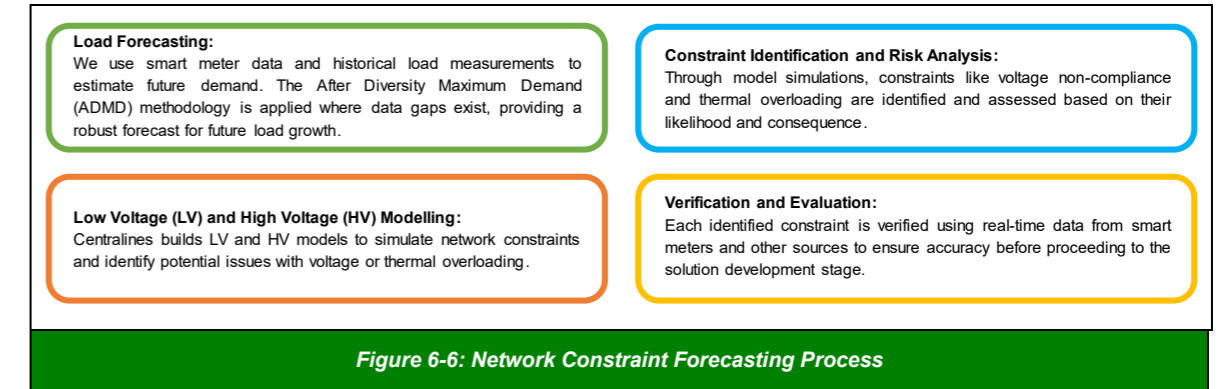 Load Forecasting:
We use smart meter data and historical load measurements to
estimate future demand. The After Diversity Maximum Demand
(ADMD) methodology is applied where data gaps exist, providing a
robust forecast for future load growth.
Constraint Identification and Risk Analysis:
Through model simulations, constraints like voltage non-compliance
and thermal overloading are identified and assessed based on their
likelihood and consequence.
Low Voltage (LV) and High Voltage (HV) Modelling:
Centralines builds LV and HV models to simulate network constraints
and identify potential issues with voltage or thermal overloading.
Verification and Evaluation:
Each identified constraint is verified using real-time data from smart
meters and other sources to ensure accuracy before proceeding to the
solution development stage.
Figure 6-6: Network Constraint Forecasting Process